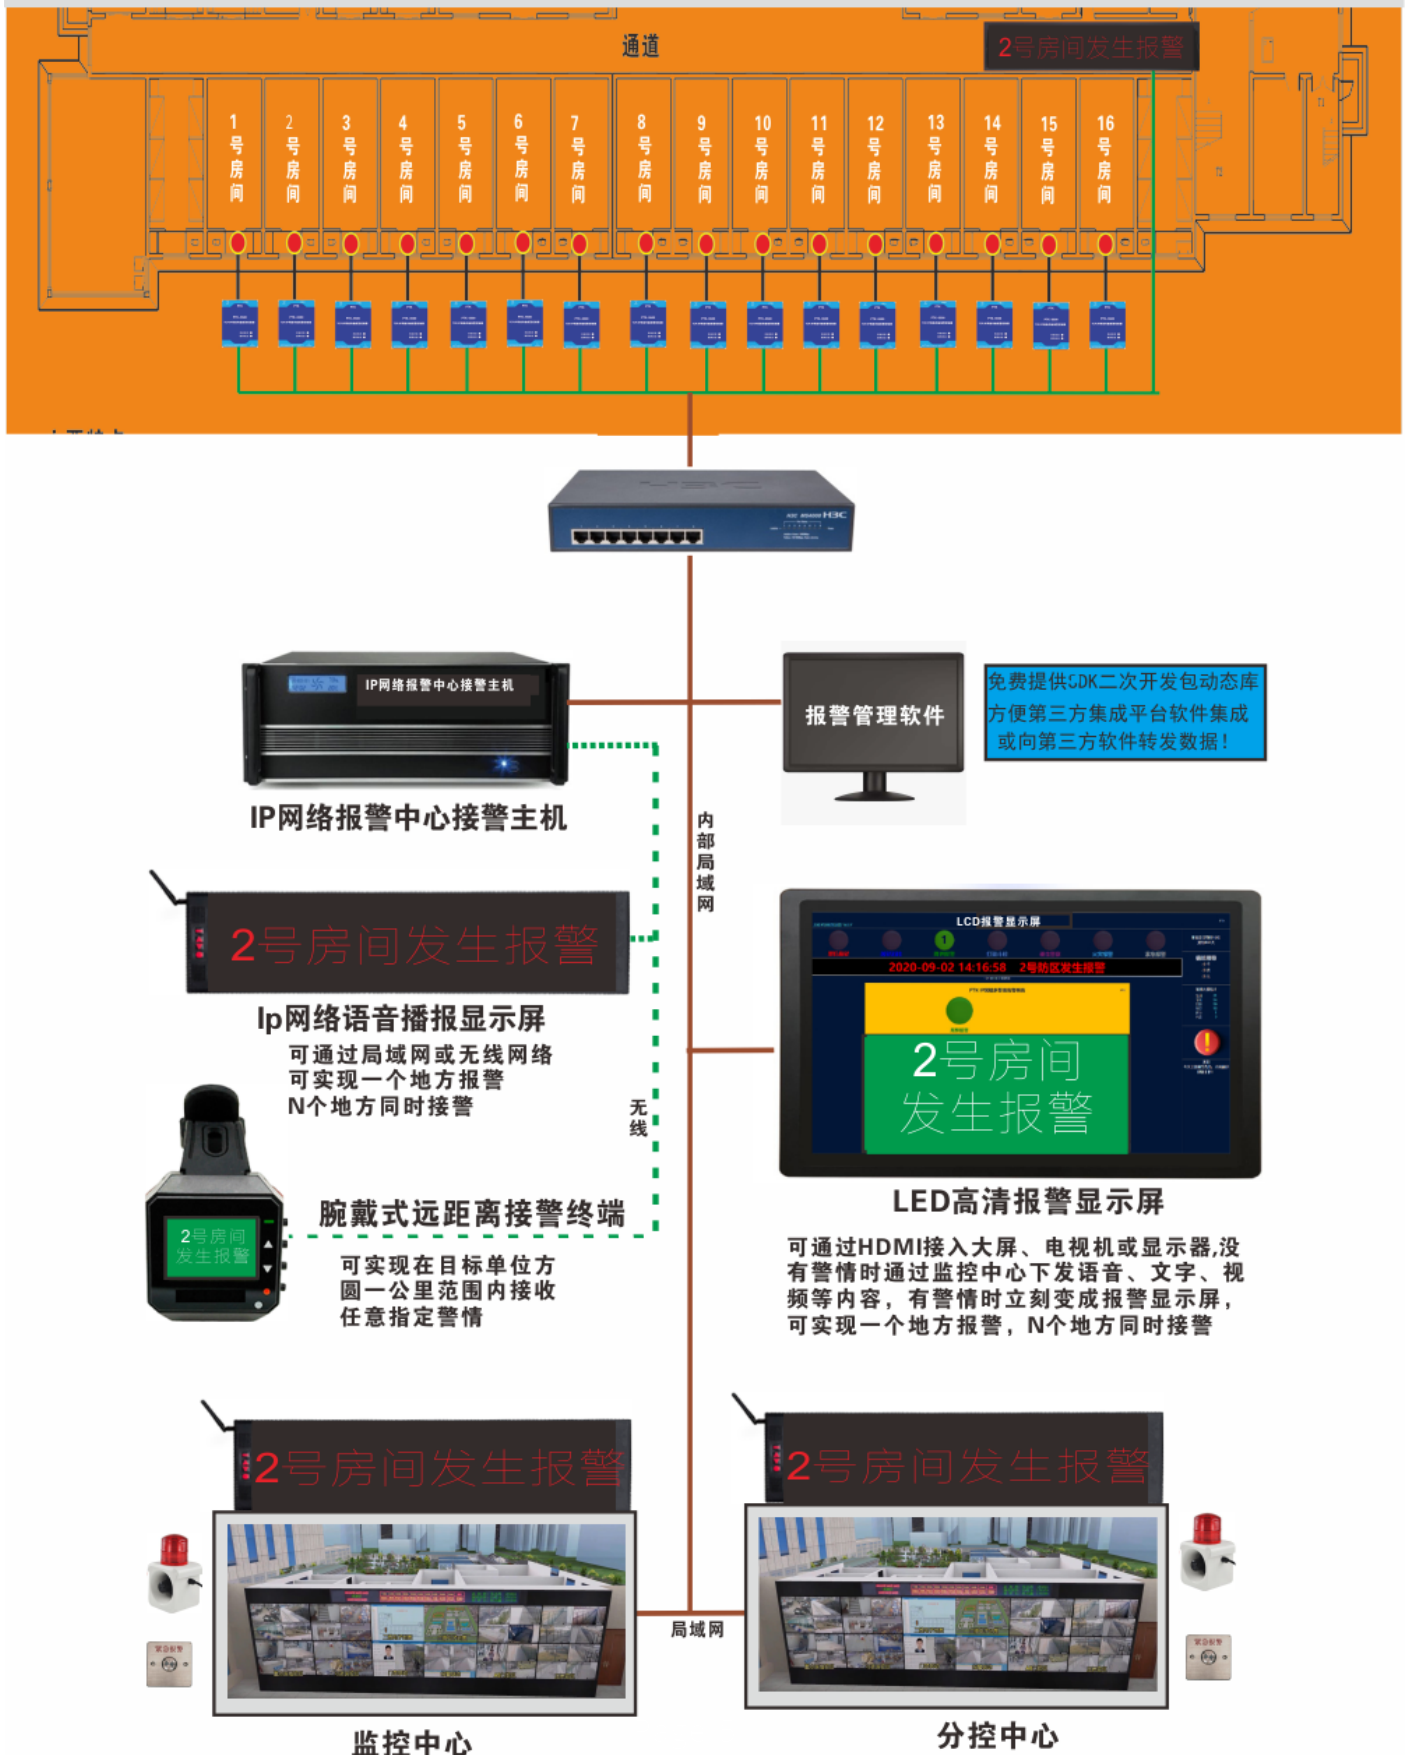 通道
2号房间发生报警
1号房间
2号房间
3号房间
4号房间
5号房间
6号房间
7号房间
8号房间
9号房间
10号房间
11号房间
12号房间
13号房间
14号房间
15号房间
16号房间
H3C
IP网络报警中心接警主机
IP网络报警中心接警主机
报警管理软件
免费提供SDK二次开发包动态库
方便第三方集成平台软件集成
或向第三方软件转发数据！
内部局域网
2号房间发生报警
Ip网络语音播报显示屏
可通过局域网或无线网络
可实现一个地方报警
N个地方同时接警
无线
LCD报警显示屏
1
2020-09-02 14:16:58 2号防区发生报警
2号房间
发生报警
LED高清报警显示屏
可通过HDMI接入大屏、电视机或显示器,没
有警情时通过监控中心下发语音、文字、视
频等内容，有警情时立刻变成报警显示屏，
可实现一个地方报警，N个地方同时接警
2号房间
发生报警
腕戴式远距离接警终端
可实现在目标单位方
圆一公里范围内接收
任意指定警情
2号房间发生报警
2号房间发生报警
局域网
紧急报警
紧急报警
监控中心
分控中心